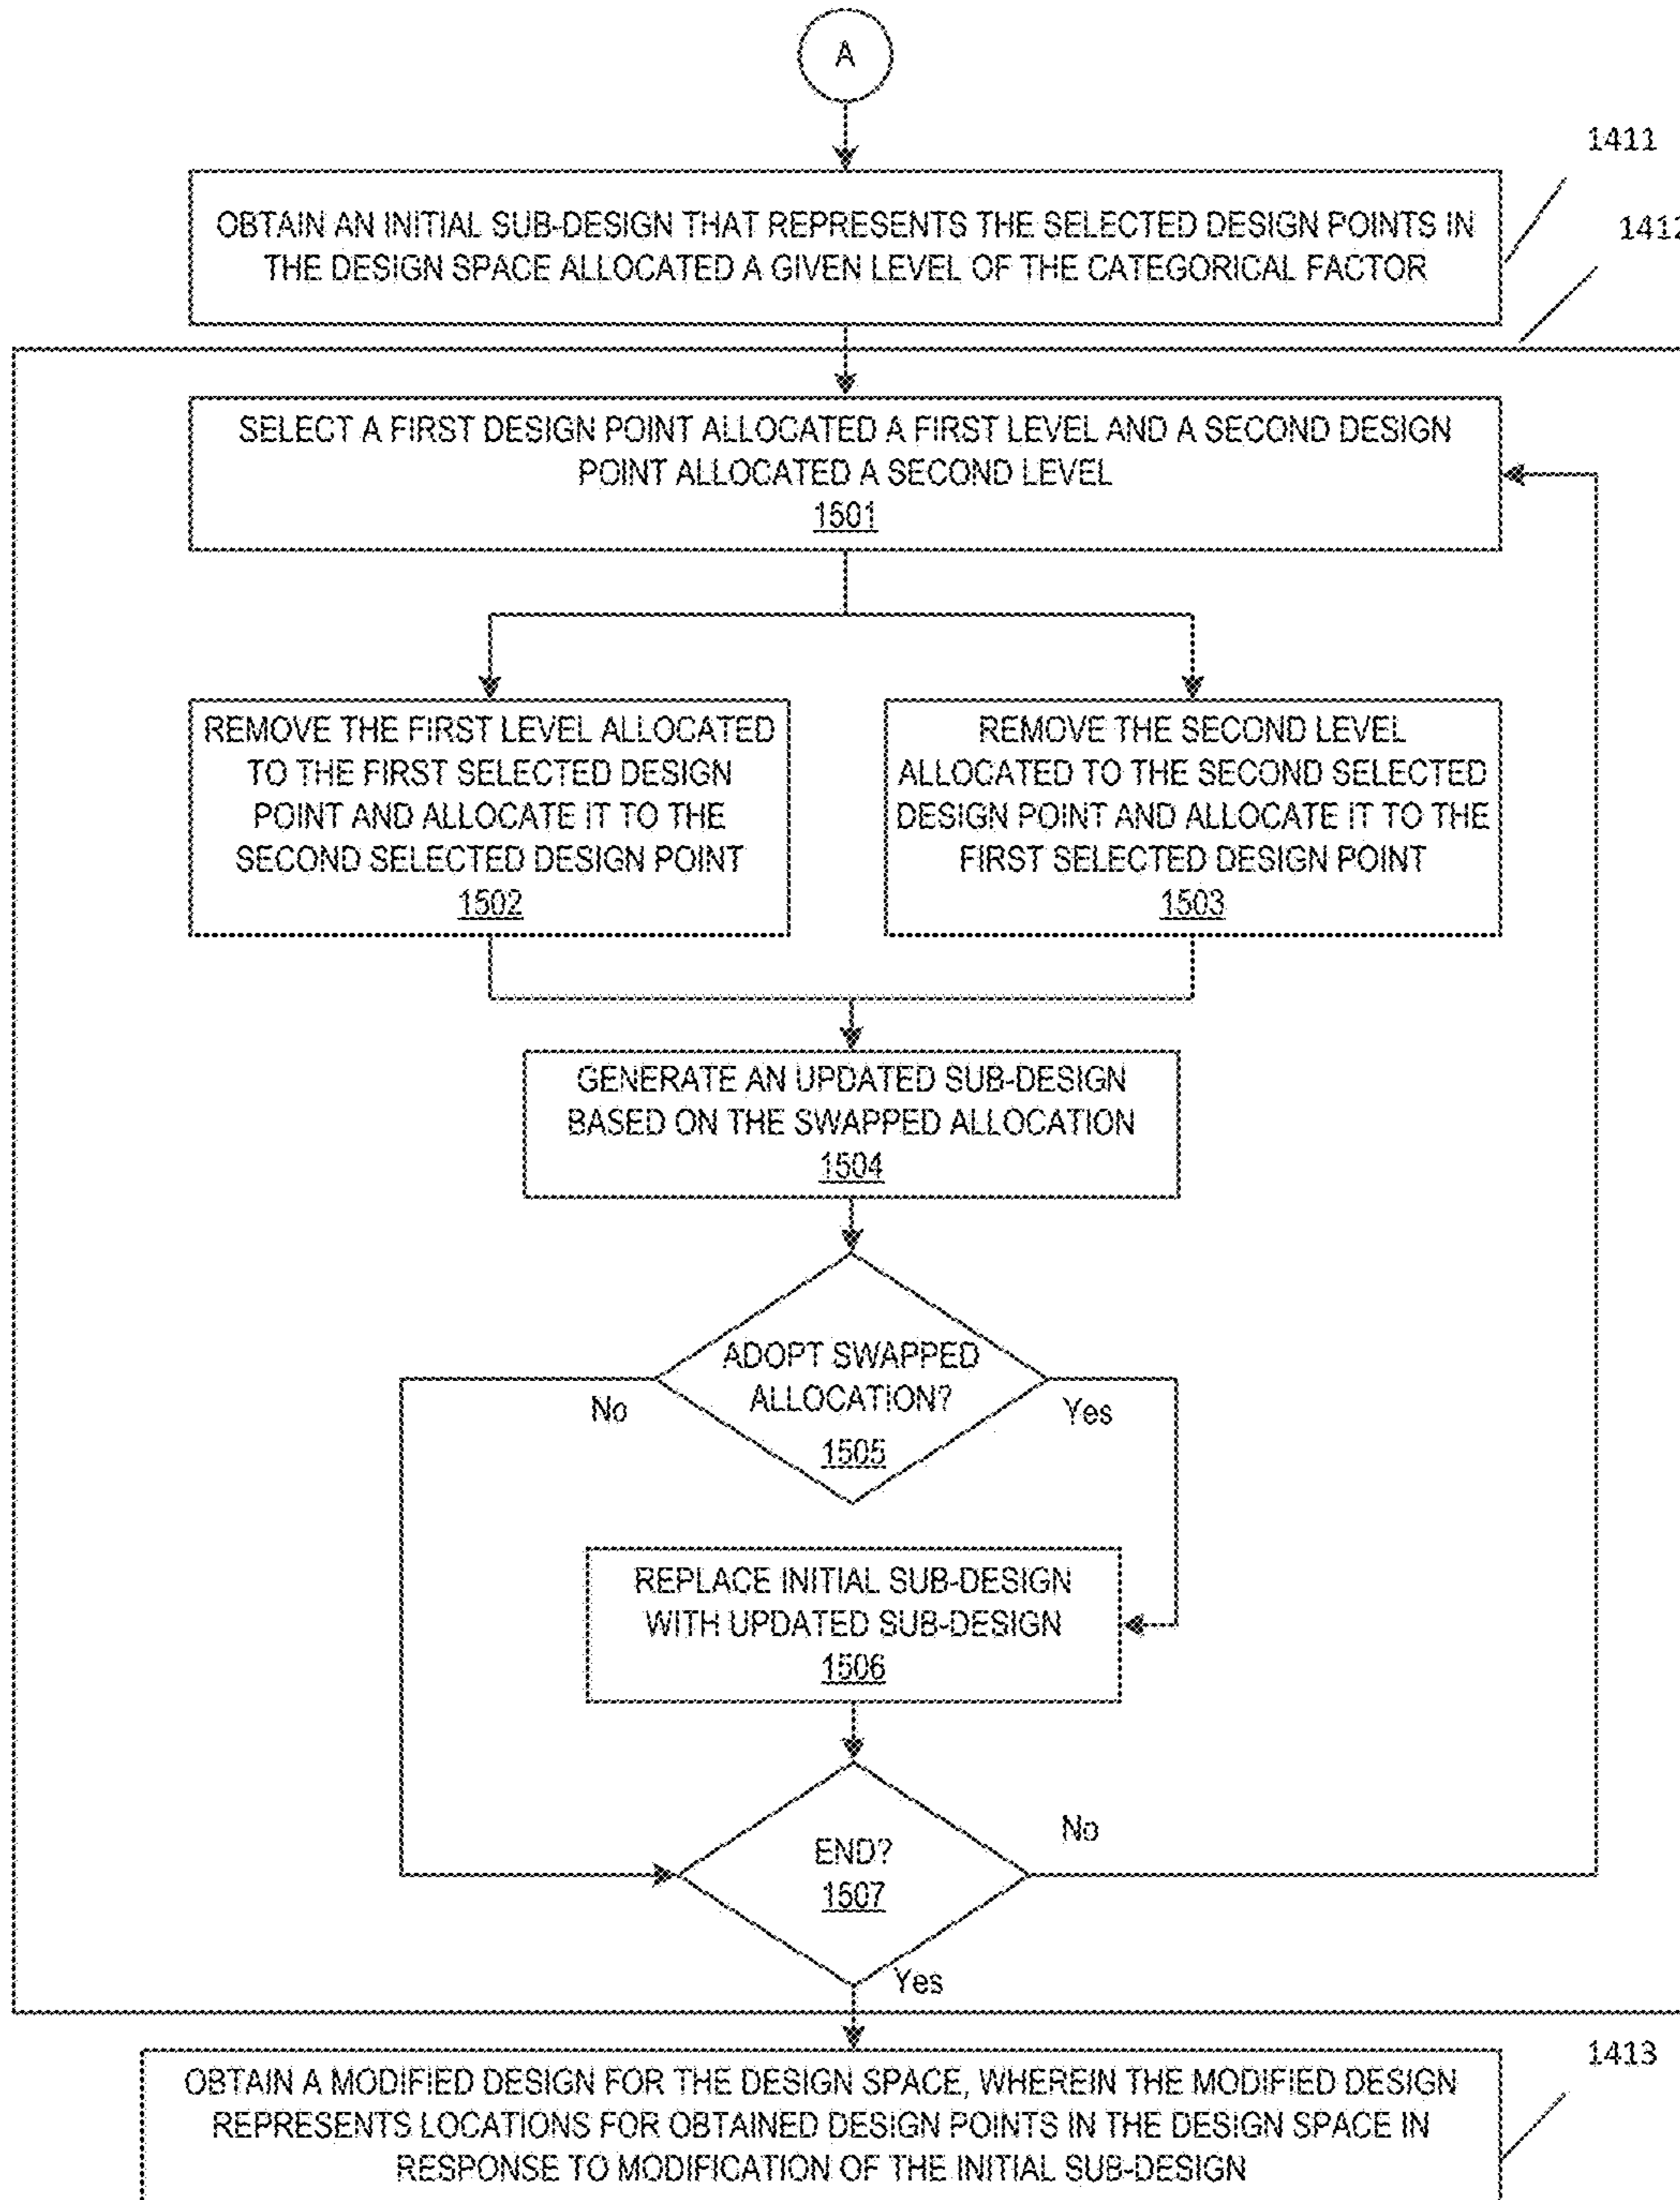 A
1411
OBTAIN AN INITIAL SUB-DESIGN THAT REPRESENTS THE SELECTED DESIGN POINTS IN
THE DESIGN SPACE ALLOCATED A GIVEN LEVEL OF THE CATEGORICAL FACTOR
1412
SELECT A FIRST DESIGN POINT ALLOCATED A FIRST LEVEL AND A SECOND DESIGN
POINT ALLOCATED A SECOND LEVEL
1501
REMOVE THE FIRST LEVEL ALLOCATED
TO THE FIRST SELECTED DESIGN
POINT AND ALLOCATE IT TO THE
SECOND SELECTED DESIGN POINT
1502
REMOVE THE SECOND LEVEL
ALLOCATED TO THE SECOND SELECTED
DESIGN POINT AND ALLOCATE IT TO THE
FIRST SELECTED DESIGN POINT
1503
GENERATE AN UPDATED SUB-DESIGN
BASED ON THE SWAPPED ALLOCATION
1504
ADOPT SWAPPED
ALLOCATION?
1505
No
Yes
REPLACE INITIAL SUB-DESIGN
WITH UPDATED SUB-DESIGN
1506
END?
1507
No
Yes
1413
OBTAIN A MODIFIED DESIGN FOR THE DESIGN SPACE, WHEREIN THE MODIFIED DESIGN
REPRESENTS LOCATIONS FOR OBTAINED DESIGN POINTS IN THE DESIGN SPACE IN
RESPONSE TO MODIFICATION OF THE INITIAL SUB-DESIGN